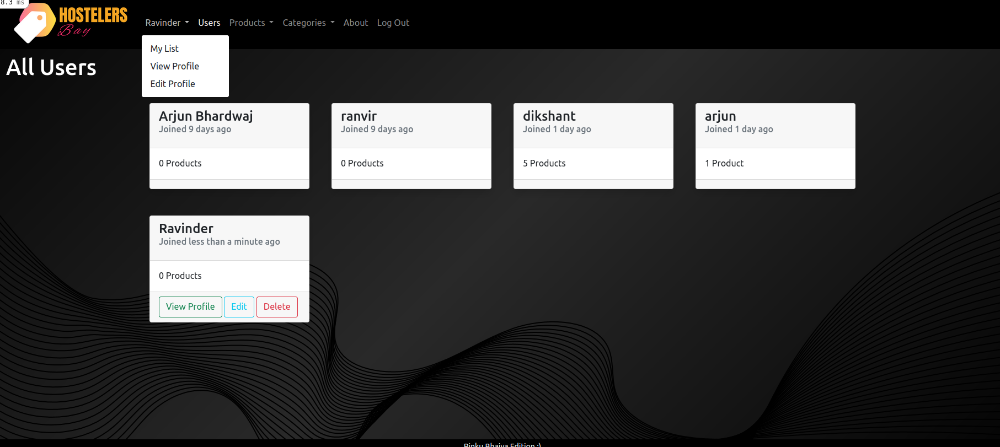 8.3 ms
HOSTELERS
Bay
Ravinder Users Products Categories About Log Out
My List
View Profile
Edit Profile
All Users
Arjun Bhardwaj
Joined 9 days ago
0 Products
ranvir
Joined 9 days ago
0 Products
dikshant
Joined 1 day ago
5 Products
arjun
Joined 1 day ago
1 Product
Ravinder
Joined less than a minute ago
0 Products
View Profile Edit Delete
Pinku Bhaiya Edition :)